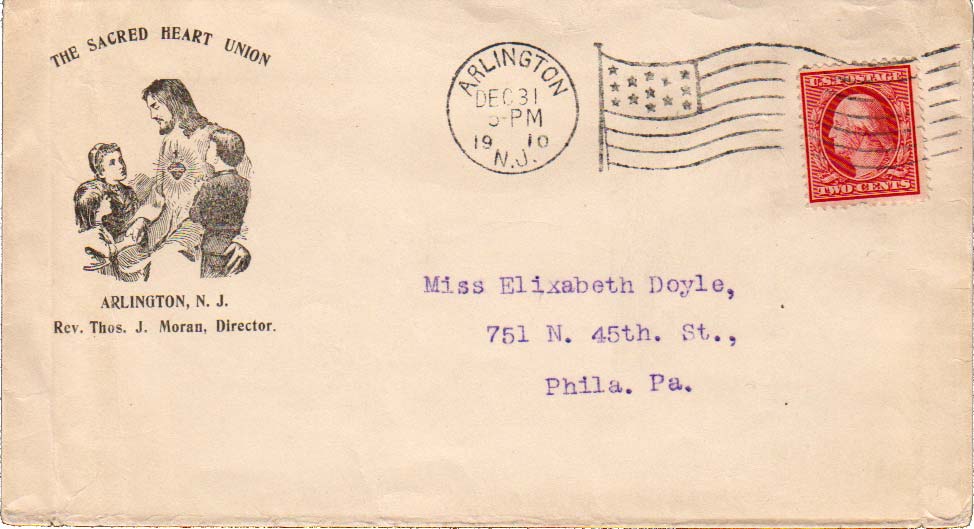 THE SACRED HEART UNION
ARLINGTON, N. J.
Rev. Thos. J. Moran, Director.
ARLINGTON
DEC 31
PM
19 10
N.J.
U.S. POSTAGE
TWO CENTS
Miss Elixabeth Doyle,
751 N. 45th. St.,
Phila. Pa.